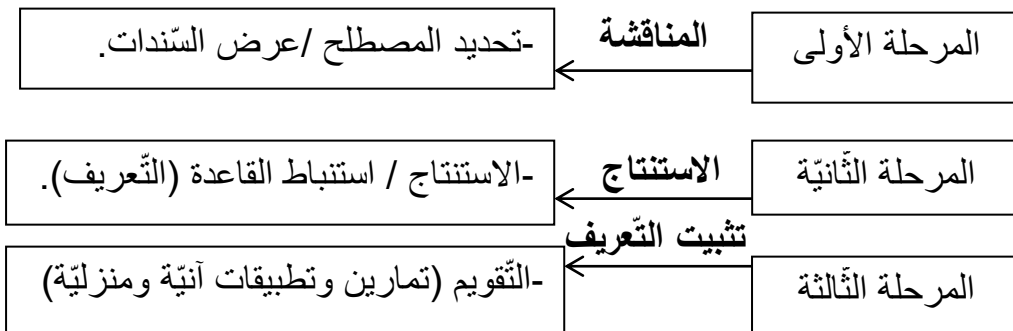 المرحلة الأولى
المناقشة
-تحديد المصطلح /عرض السّندات.
المرحلة الثّانيّة
الاستنتاج
-الاستنتاج / استنباط القاعدة (التّعريف).
المرحلة الثّالثة
تثبيت التّعريف
-التّقويم (تمارين وتطبيقات آنيّة ومنزليّة)